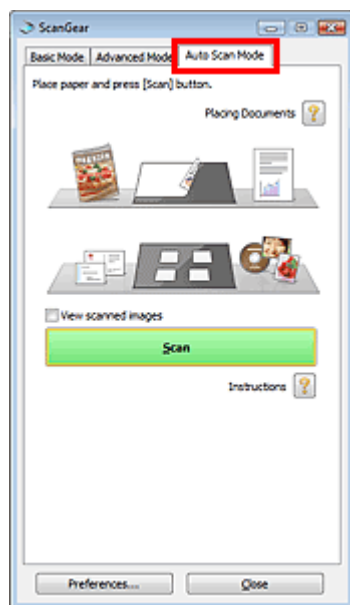 ScanGear
Basic Mode Advanced Mode Auto Scan Mode
Place paper and press [Scan] button.
Placing Documents ?
View scanned images
Scan
Instructions ?
Preferences... Close